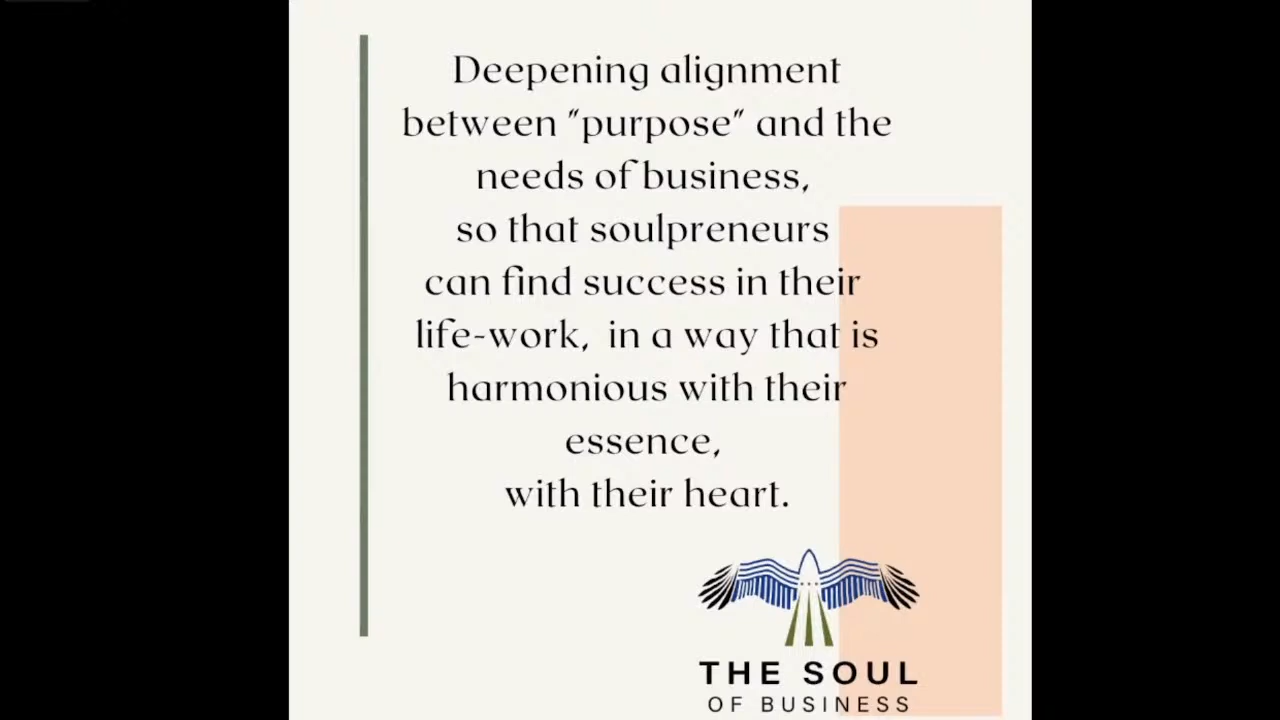 Deepening alignment
between "purpose" and the
needs of business,
so that soulpreneurs
can find success in their
life-work, in a way that is
harmonious with their
essence,
with their heart.
THE SOUL
OF BUSINESS